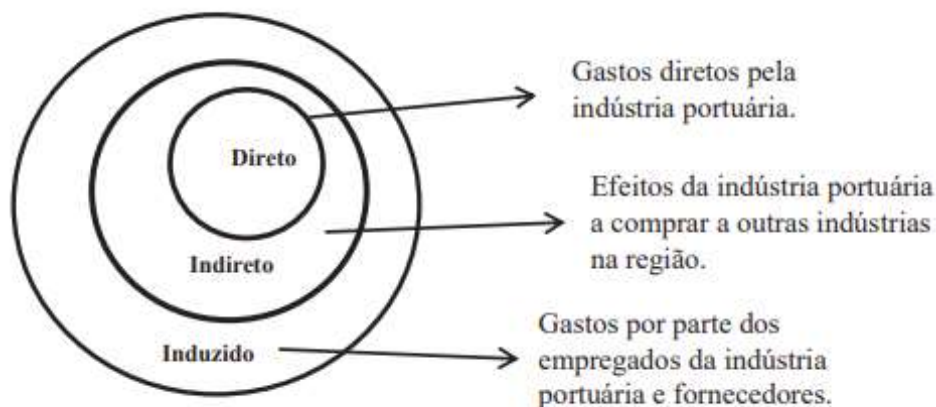 Gastos diretos pela
indústria portuária.
Direto
Efeitos da indústria portuária
a comprar a outras indústrias
na região.
Indireto
Gastos por parte dos
empregados da indústria
portuária e fornecedores.
Induzido